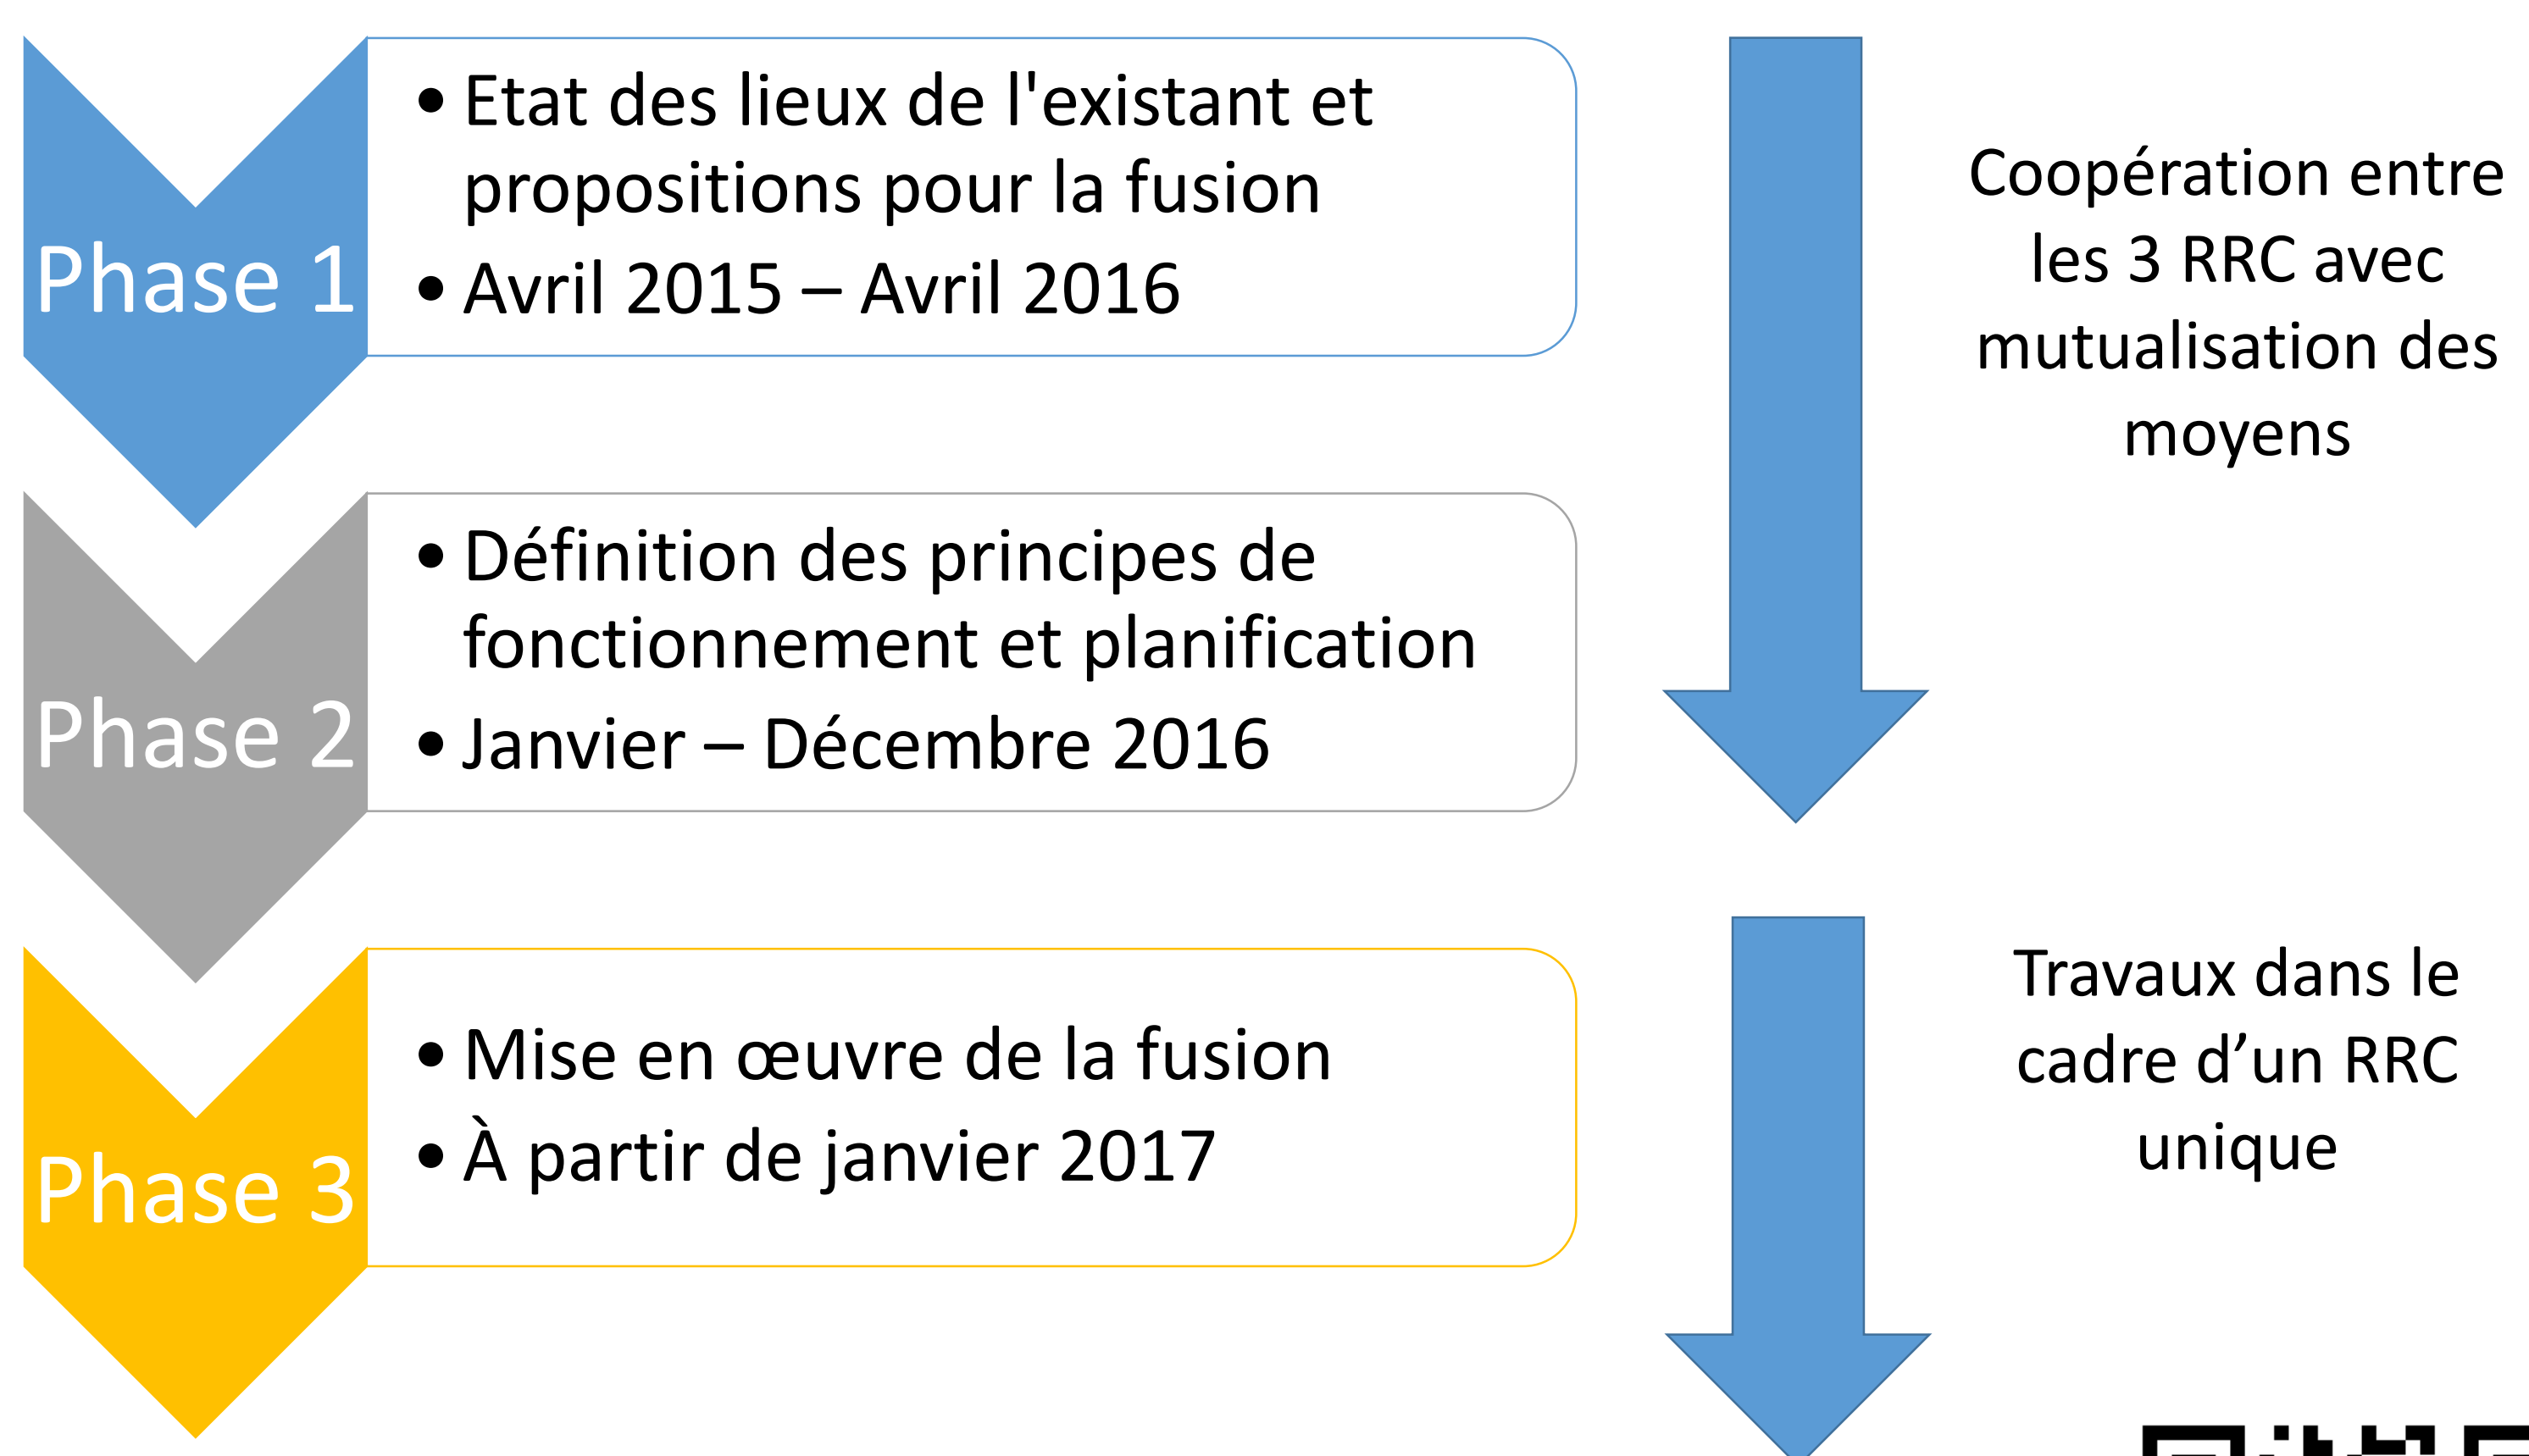 Phase 1
• Etat des lieux de l'existant et
propositions pour la fusion
• Avril 2015 – Avril 2016
Coopération entre
les 3 RRC avec
mutualisation des
moyens
Phase 2
• Définition des principes de
fonctionnement et planification
• Janvier – Décembre 2016
Phase 3
• Mise en œuvre de la fusion
• À partir de janvier 2017
Travaux dans le
cadre d’un RRC
unique